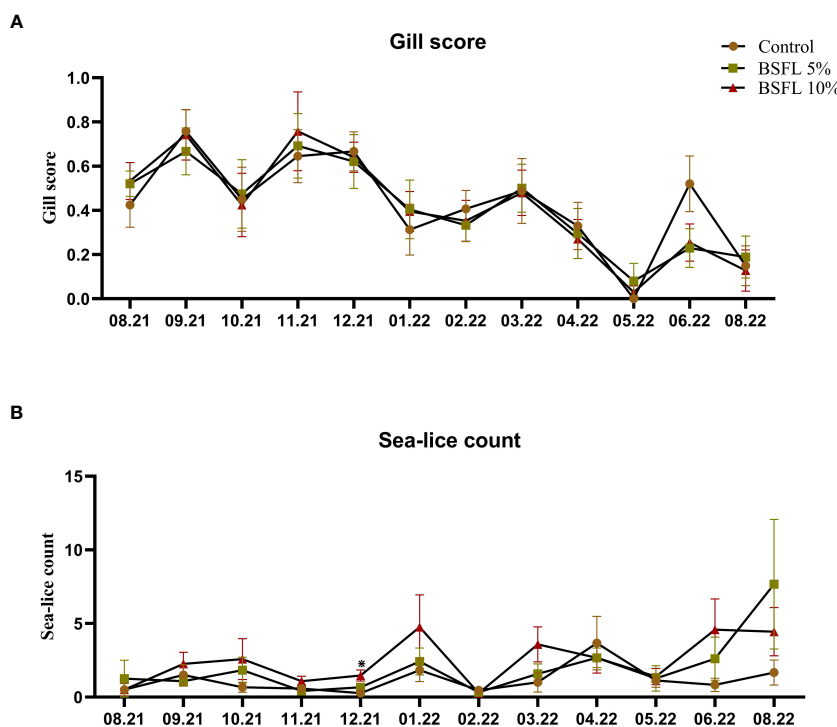 A
Gill score
Control
BSFL 5%
BSFL 10%
Gill score
1.0
0.8
0.6
0.4
0.2
0.0
08.21 09.21 10.21 11.21 12.21 01.22 02.22 03.22 04.22 05.22 06.22 08.22
B
Sea-lice count
Sea-lice count
15
10
5
0
※
08.21 09.21 10.21 11.21 12.21 01.22 02.22 03.22 04.22 05.22 06.22 08.22